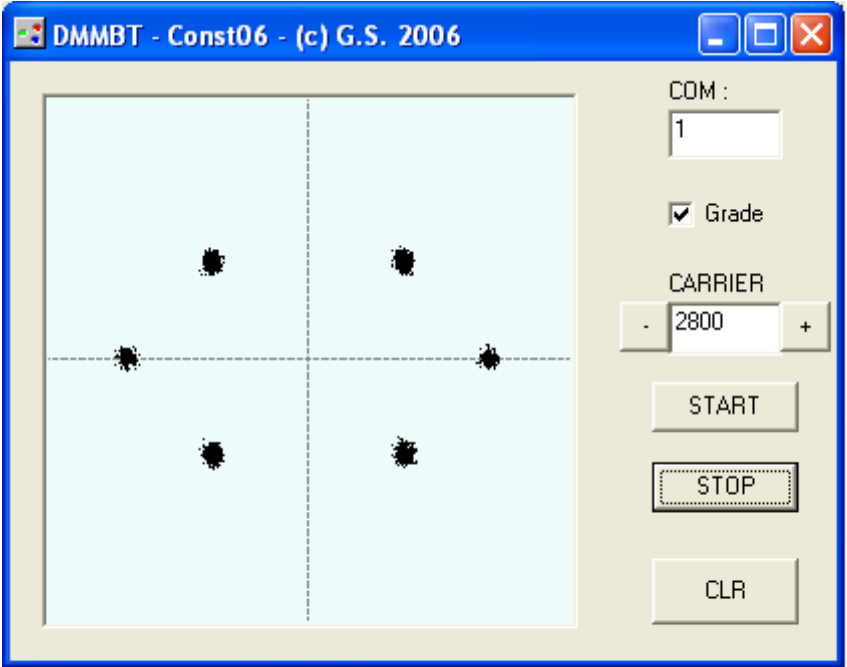 DMMBT - Const06 - (c) G.S. 2006
COM :
1
Grade
CARRIER
- 2800 +
START
STOP
CLR